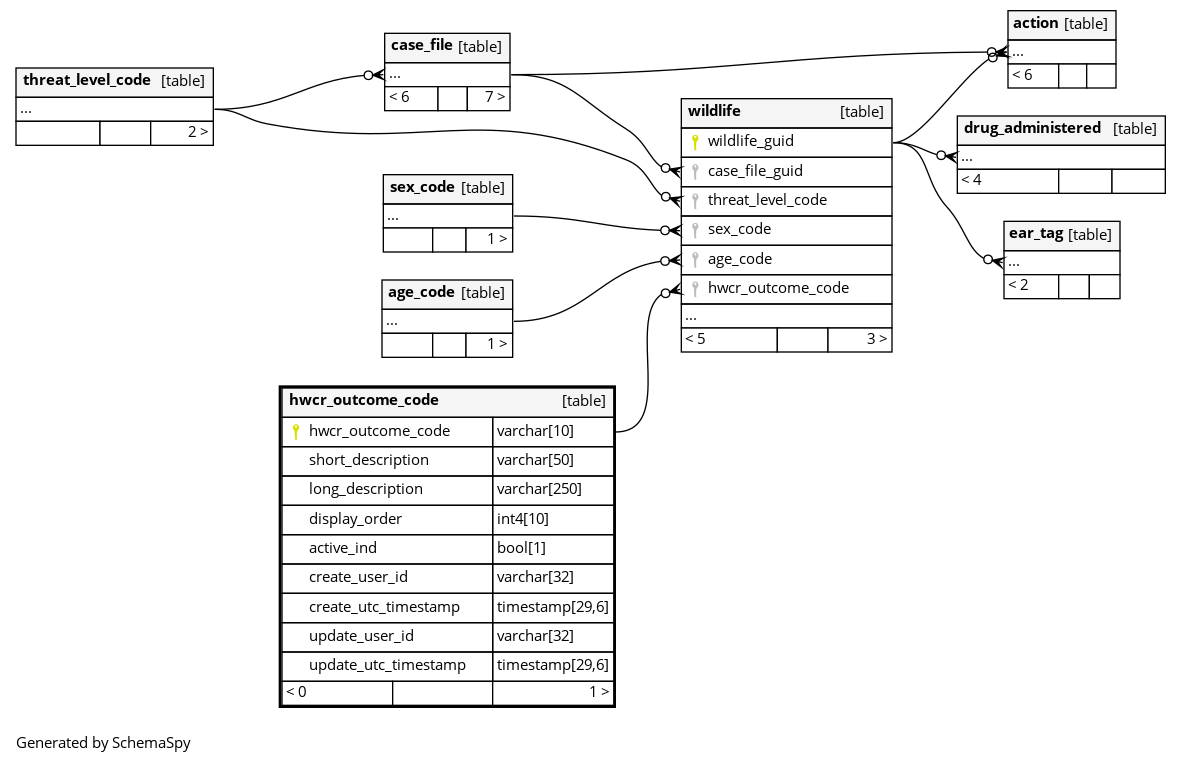 threat_level_code [table]
...
2 >
case_file [table]
...
< 6 7 >
sex_code [table]
...
1 >
age_code [table]
...
1 >
hwcr_outcome_code [table]
hwcr_outcome_code varchar[10]
short_description varchar[50]
long_description varchar[250]
display_order int4[10]
active_ind bool[1]
create_user_id varchar[32]
create_utc_timestamp timestamp[29,6]
update_user_id varchar[32]
update_utc_timestamp timestamp[29,6]
< 0 1 >
wildlife [table]
wildlife_guid
case_file_guid
threat_level_code
sex_code
age_code
hwcr_outcome_code
...
< 5 3 >
action [table]
...
< 6
drug_administered [table]
...
< 4
ear_tag [table]
...
< 2
Generated by SchemaSpy